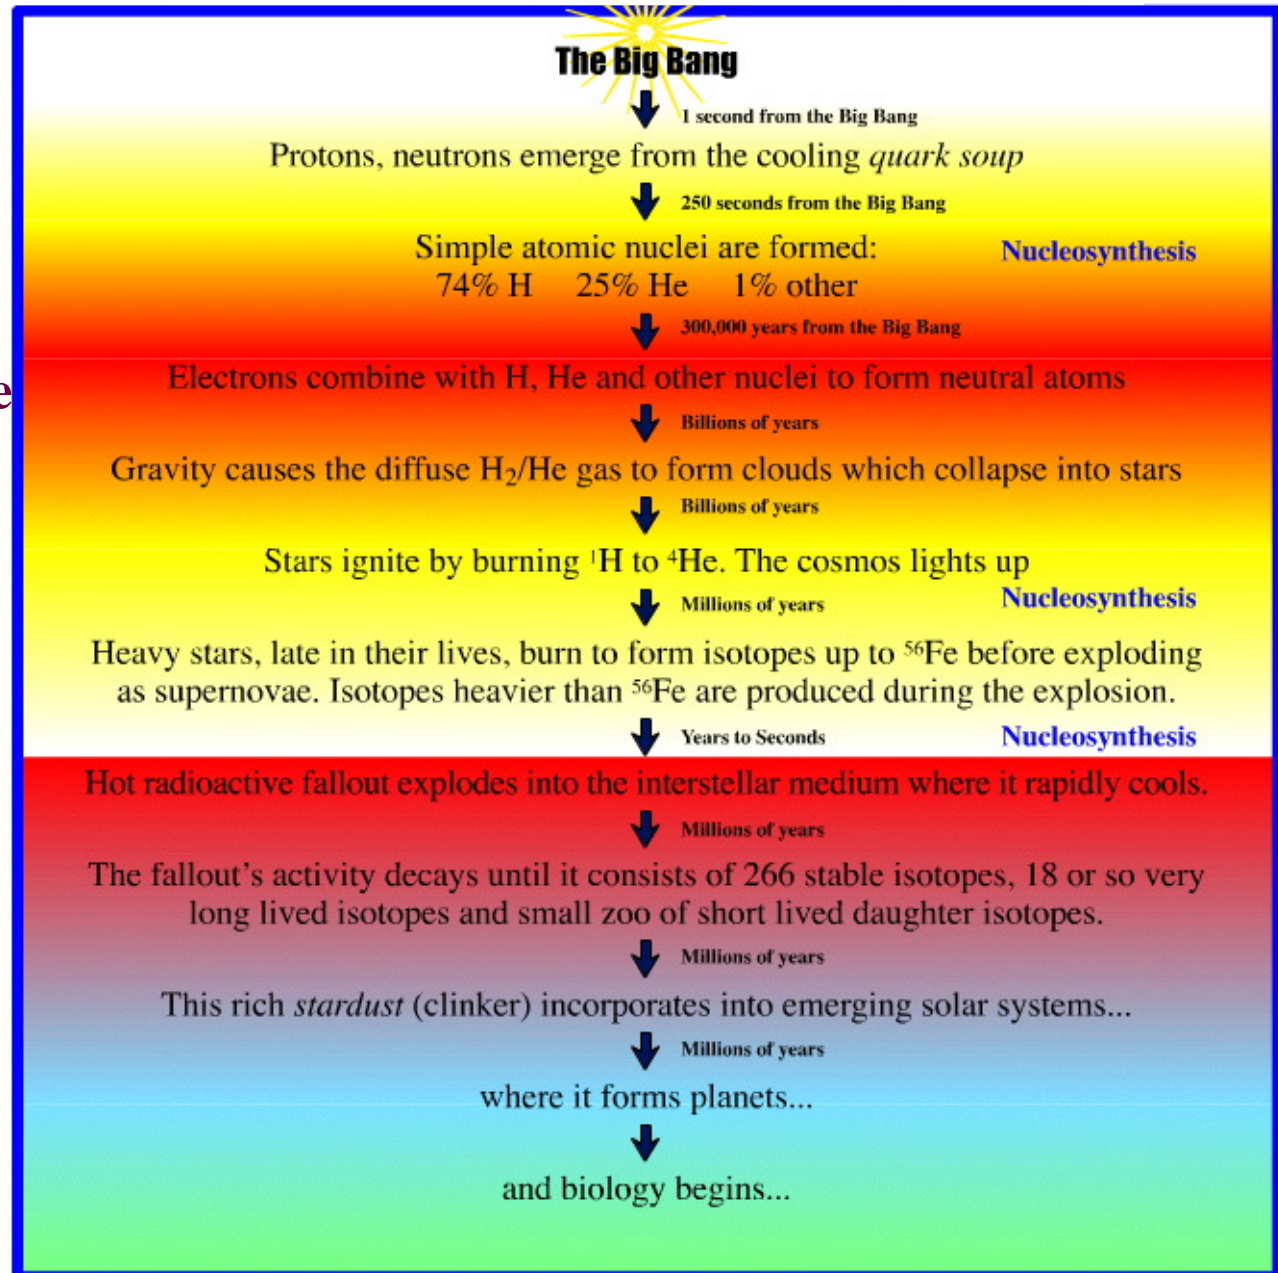 The Big Bang
1 second from the Big Bang
Protons, neutrons emerge from the cooling quark soup
250 seconds from the Big Bang
Simple atomic nuclei are formed:
Nucleosynthesis
74% H 25% He 1% other
300,000 years from the Big Bang
Electrons combine with H, He and other nuclei to form neutral atoms
e
Billions of years
Gravity causes the diffuse H₂/He gas to form clouds which collapse into stars
Billions of years
Stars ignite by burning ¹H to ⁴He. The cosmos lights up
Millions of years
Nucleosynthesis
Heavy stars, late in their lives, burn to form isotopes up to ⁵⁶Fe before exploding
as supernovae. Isotopes heavier than ⁵⁶Fe are produced during the explosion.
Years to Seconds
Nucleosynthesis
Hot radioactive fallout explodes into the interstellar medium where it rapidly cools.
Millions of years
The fallout's activity decays until it consists of 266 stable isotopes, 18 or so very
long lived isotopes and small zoo of short lived daughter isotopes.
Millions of years
This rich stardust (clinker) incorporates into emerging solar systems...
Millions of years
where it forms planets...
and biology begins...